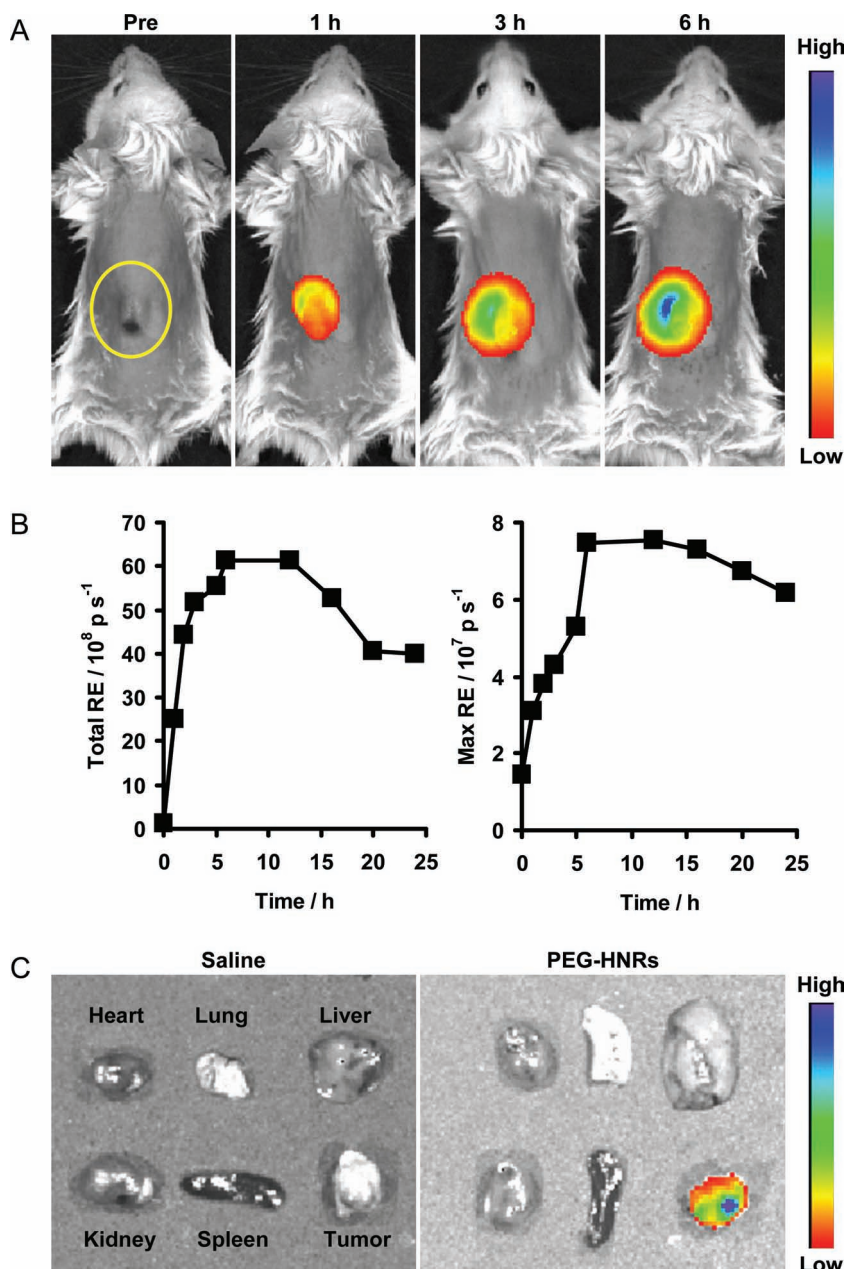 A
Pre 1 h 3 h 6 h
High
Low
B
Total RE / 10⁸ p s⁻¹
70
60
50
40
30
20
10
0
0 5 10 15 20 25
Time / h
Max RE / 10⁷ p s⁻¹
8
6
4
2
0
0 5 10 15 20 25
Time / h
C
Saline PEG-HNRs
Heart Lung Liver
Kidney Spleen Tumor
High
Low